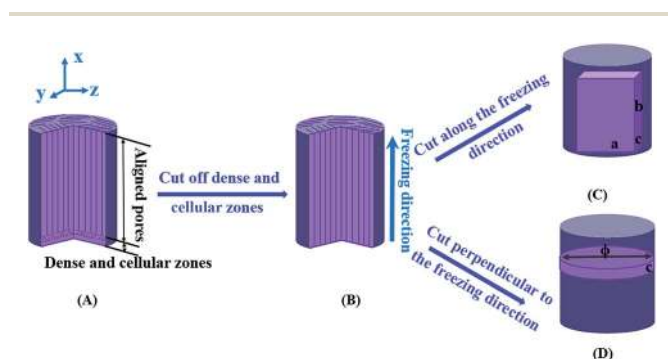 x
y
z
Aligned pores
Dense and cellular zones
(A)
Cut off dense and
cellular zones
Freezing direction
(B)
Cut along the freezing
direction
b
a
c
(C)
Cut perpendicular to
the freezing direction
ϕ
c
(D)